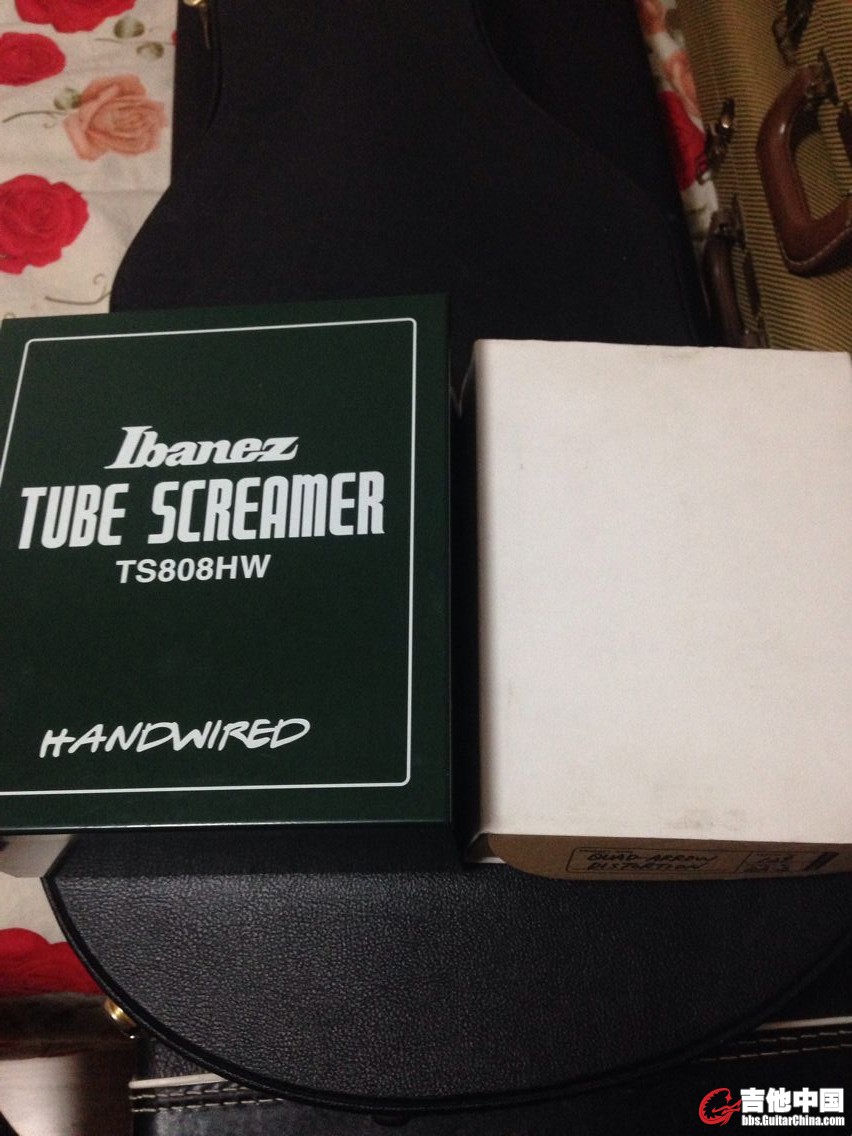 Ibanez
TUBE SCREAMER
TS808HW
HANDWIRED
QUAD-ARROW
DISTORTION
吉他中国
bbs.GuitarChina.com